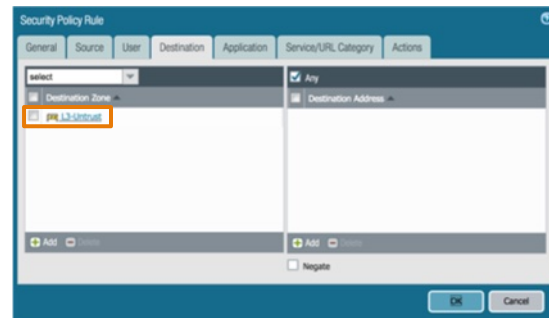 Security Policy Rule
General Source User Destination Application Service/URL Category Actions
select Any
Destination Zone Destination Address
L3-Untrust
Add Delete Add Delete
Negate
OK Cancel